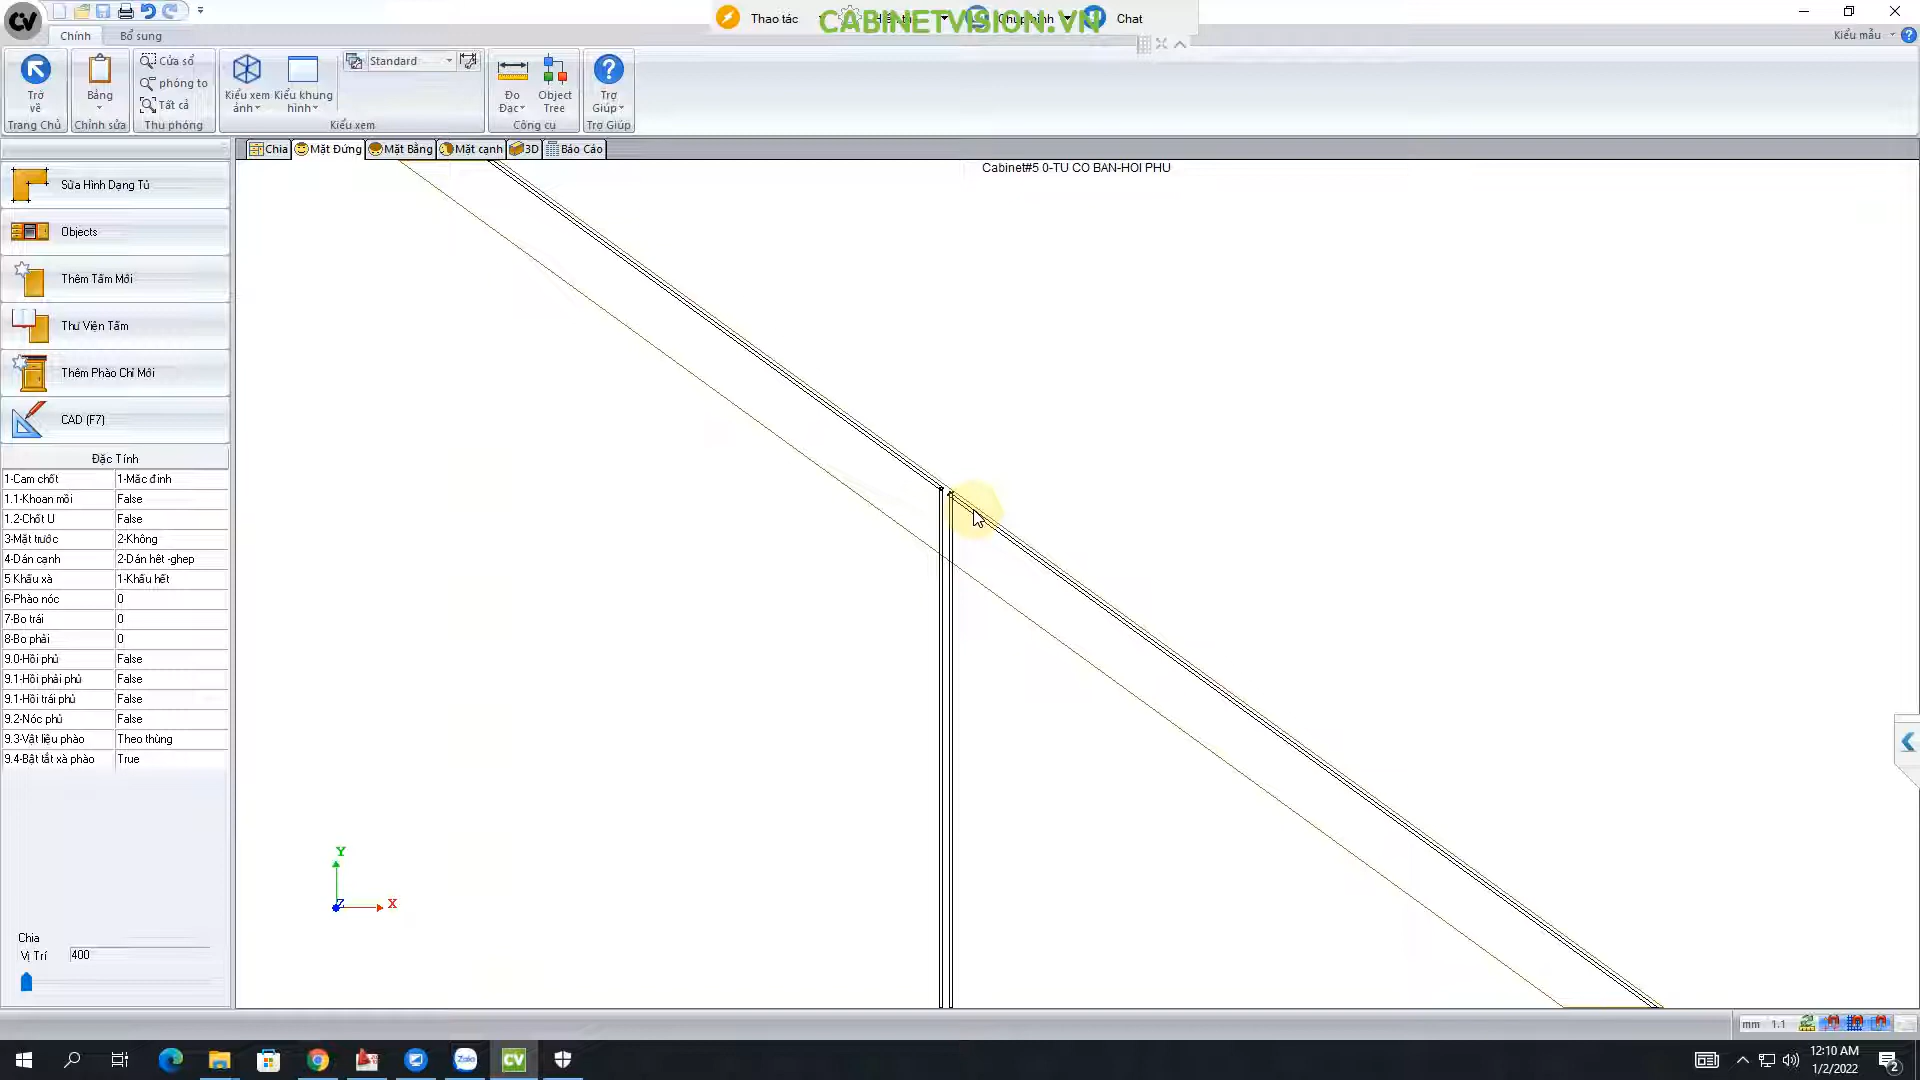 Thao tác
CABINETVISION.VN
Chụp hình
Chat
CV
Chính
Bổ sung
Kiểu mẫu
Trở về
Trang Chủ
Bảng
Chỉnh sửa
Cửa sổ
phóng to
Tất cả
Thu phóng
Kiểu xem ảnh
Kiểu khung hình
Standard
Kiểu xem
Đo Đạc
Object Tree
Công cụ
Trợ Giúp
Trợ Giúp
Chia
Mặt Đứng
Mặt Bằng
Mặt cạnh
3D
Báo Cáo
Cabinet#5 0-TU CO BAN-HOI PHU
Sửa Hình Dạng Tủ
Objects
Thêm Tấm Mới
Thư Viện Tấm
Thêm Phào Chỉ Mới
CAD (F7)
Đặc Tính
1-Cam chốt 1-Mặc đinh
1.1-Khoan mồi False
1.2-Chốt U False
3-Mặt trước 2-Không
4-Dán cạnh 2-Dán hết -ghep
5 Khấu xà 1-Khấu hết
6-Phào nóc 0
7-Bo trái 0
8-Bo phải 0
9.0-Hồi phủ False
9.1-Hồi phải phủ False
9.1-Hồi trái phủ False
9.2-Nóc phủ False
9.3-Vật liệu phào Theo thùng
9.4-Bật tắt xà phào True
Y
Z
X
Chia
Vị Trí 400
mm 1:1
Zalo
CV
12:10 AM
1/2/2022
2